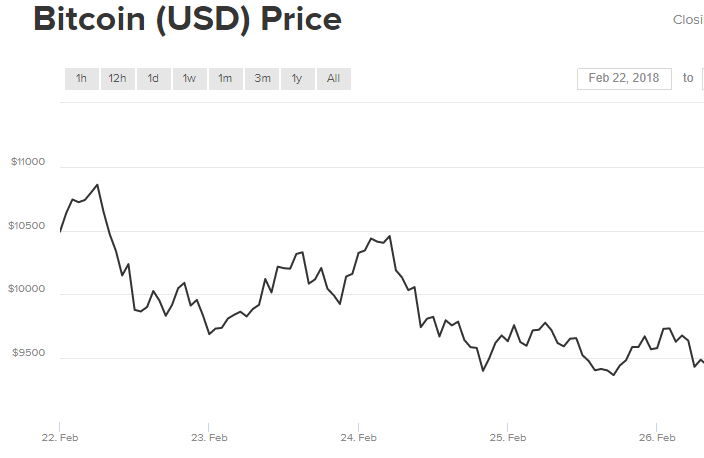 Bitcoin (USD) Price
Closi
1h 12h 1d 1w 1m 3m 1y All
Feb 22, 2018 to
$11000
$10500
$10000
$9500
22. Feb 23. Feb 24. Feb 25. Feb 26. Feb